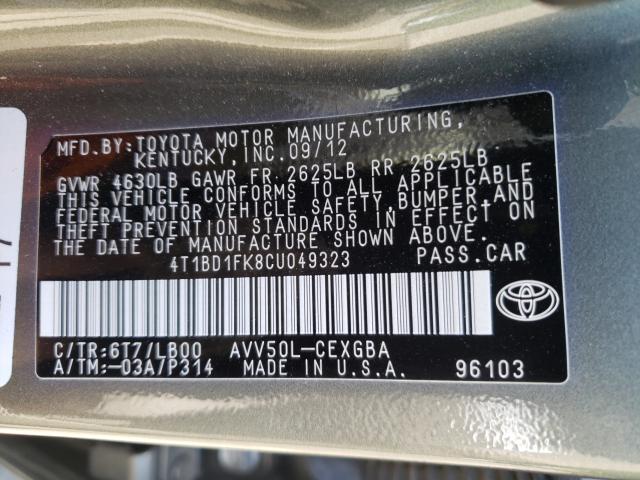 MFD.BY:TOYOTA MOTOR MANUFACTURING,
KENTUCKY, INC. 09/12
GVWR 4630LB GAWR FR 2625LB RR 2625LB
THIS VEHICLE CONFORMS TO ALL APPLICABLE
FEDERAL MOTOR VEHICLE SAFETY, BUMPER, AND
THEFT PREVENTION STANDARDS IN EFFECT ON
THE DATE OF MANUFACTURE SHOWN ABOVE.
4T1BD1FK8CU049323 PASS.CAR
C/TR:6T7/LB00 AVV50L-CEXGBA
A/TM:-03A/P314 MADE IN U.S.A. 96103